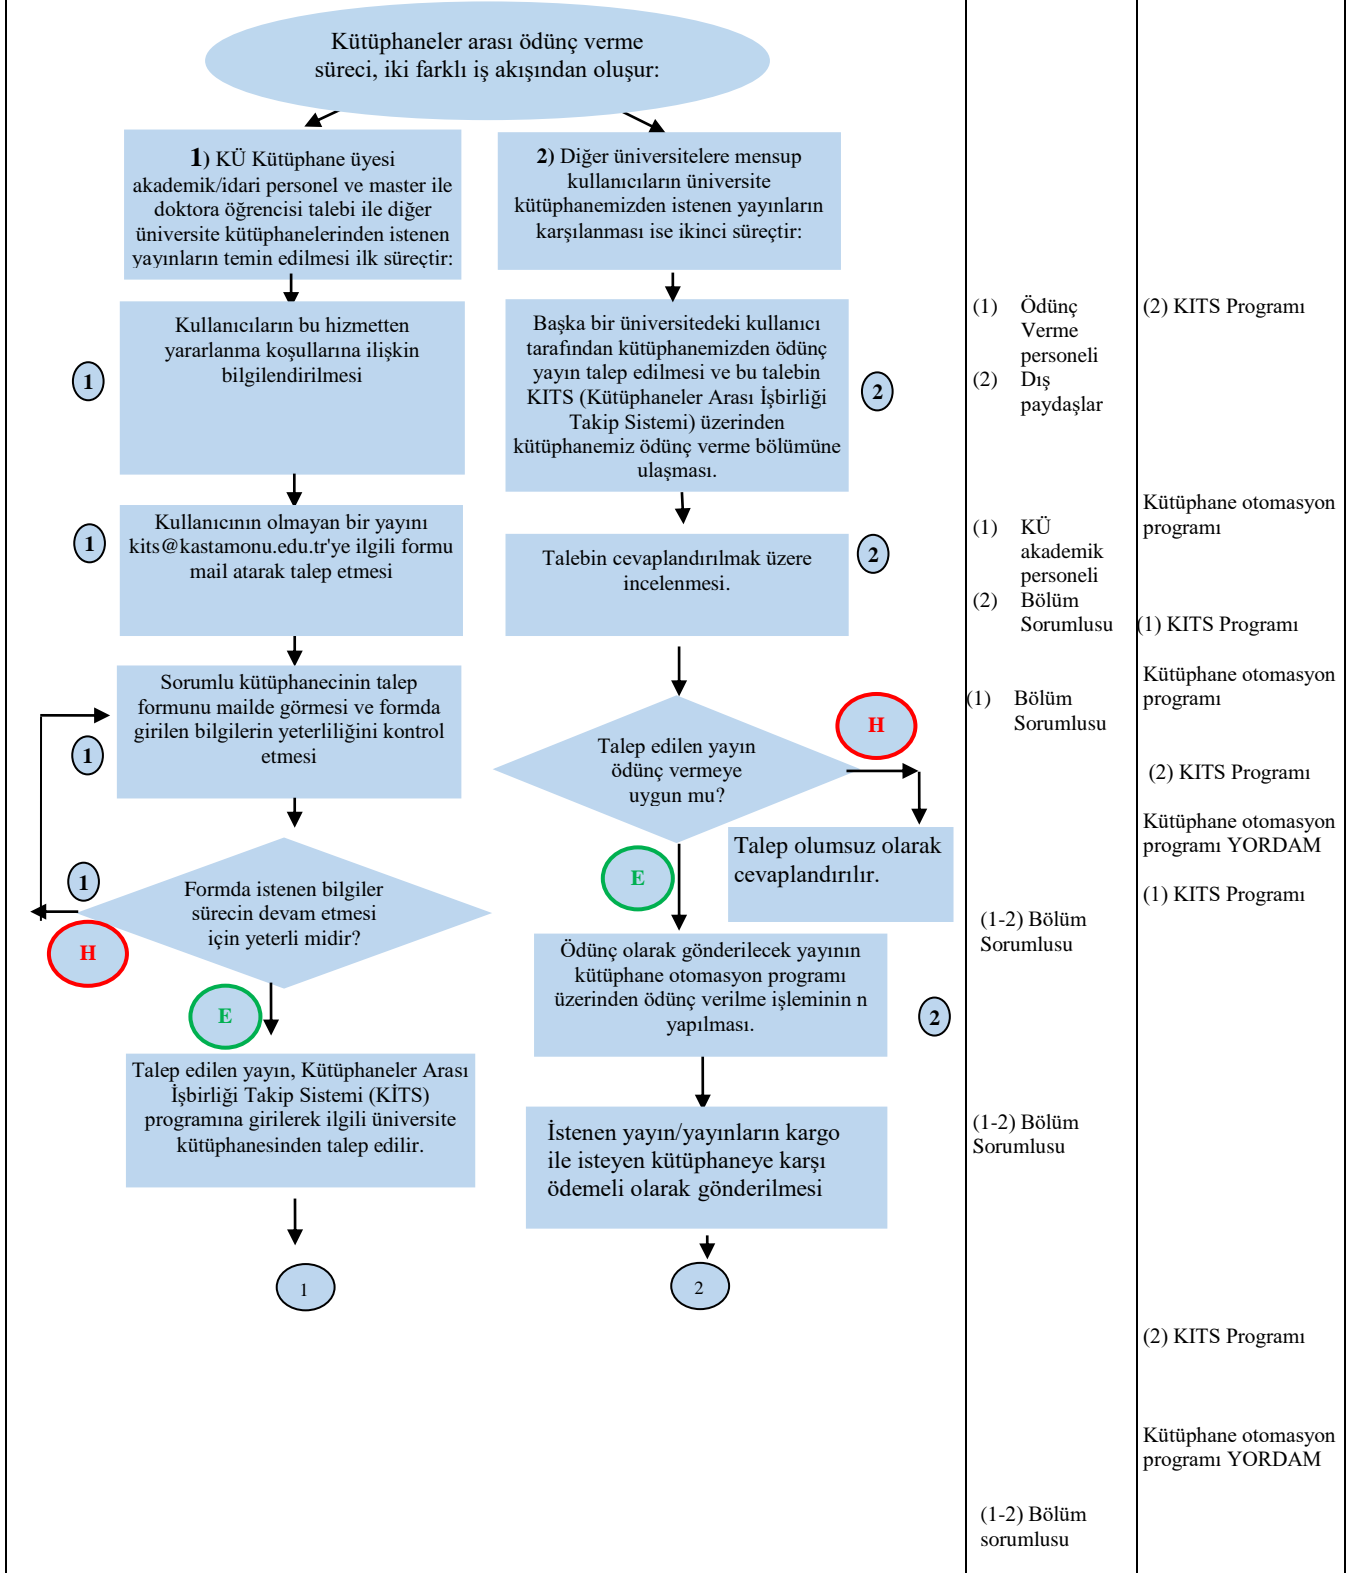 Kütüphaneler arası ödünç verme
süreci, iki farklı iş akışından oluşur:
1) KÜ Kütüphane üyesi
akademik/idari personel ve master ile
doktora öğrencisi talebi ile diğer
üniversite kütüphanelerinden istenen
yayınların temin edilmesi ilk süreçtir:
2) Diğer üniversitelere mensup
kullanıcıların üniversite
kütüphanemizden istenen yayınların
karşılanması ise ikinci süreçtir:
Kullanıcıların bu hizmetten
yararlanma koşullarına ilişkin
bilgilendirilmesi
1
Başka bir üniversitedeki kullanıcı
tarafından kütüphanemizden ödünç
yayın talep edilmesi ve bu talebin
KITS (Kütüphaneler Arası İşbirliği
Takip Sistemi) üzerinden
kütüphanemiz ödünç verme bölümüne
ulaşması.
2
(1) Ödünç
Verme
personeli
(2) Dış
paydaşlar
(2) KITS Programı
Kullanıcının olmayan bir yayını
kits@kastamonu.edu.tr'ye ilgili formu
mail atarak talep etmesi
1
Talebin cevaplandırılmak üzere
incelenmesi.
2
(1) KÜ
akademik
personeli
(2) Bölüm
Sorumlusu
Kütüphane otomasyon
programı
(1) KITS Programı
Sorumlu kütüphanecinin talep
formunu mailde görmesi ve formda
girilen bilgilerin yeterliliğini kontrol
etmesi
1
Talep edilen yayın
ödünç vermeye
uygun mu?
H
(1) Bölüm
Sorumlusu
Kütüphane otomasyon
programı
(2) KITS Programı
Kütüphane otomasyon
programı YORDAM
(1) KITS Programı
Talep olumsuz olarak
cevaplandırılır.
E
1
Formda istenen bilgiler
sürecin devam etmesi
için yeterli midir?
H
E
Ödünç olarak gönderilecek yayının
kütüphane otomasyon programı
üzerinden ödünç verilme işleminin n
yapılması.
2
(1-2) Bölüm
Sorumlusu
Talep edilen yayın, Kütüphaneler Arası
İşbirliği Takip Sistemi (KİTS)
programına girilerek ilgili üniversite
kütüphanesinden talep edilir.
İstenen yayın/yayınların kargo
ile isteyen kütüphaneye karşı
ödemeli olarak gönderilmesi
(1-2) Bölüm
Sorumlusu
1
2
(2) KITS Programı
Kütüphane otomasyon
programı YORDAM
(1-2) Bölüm
sorumlusu